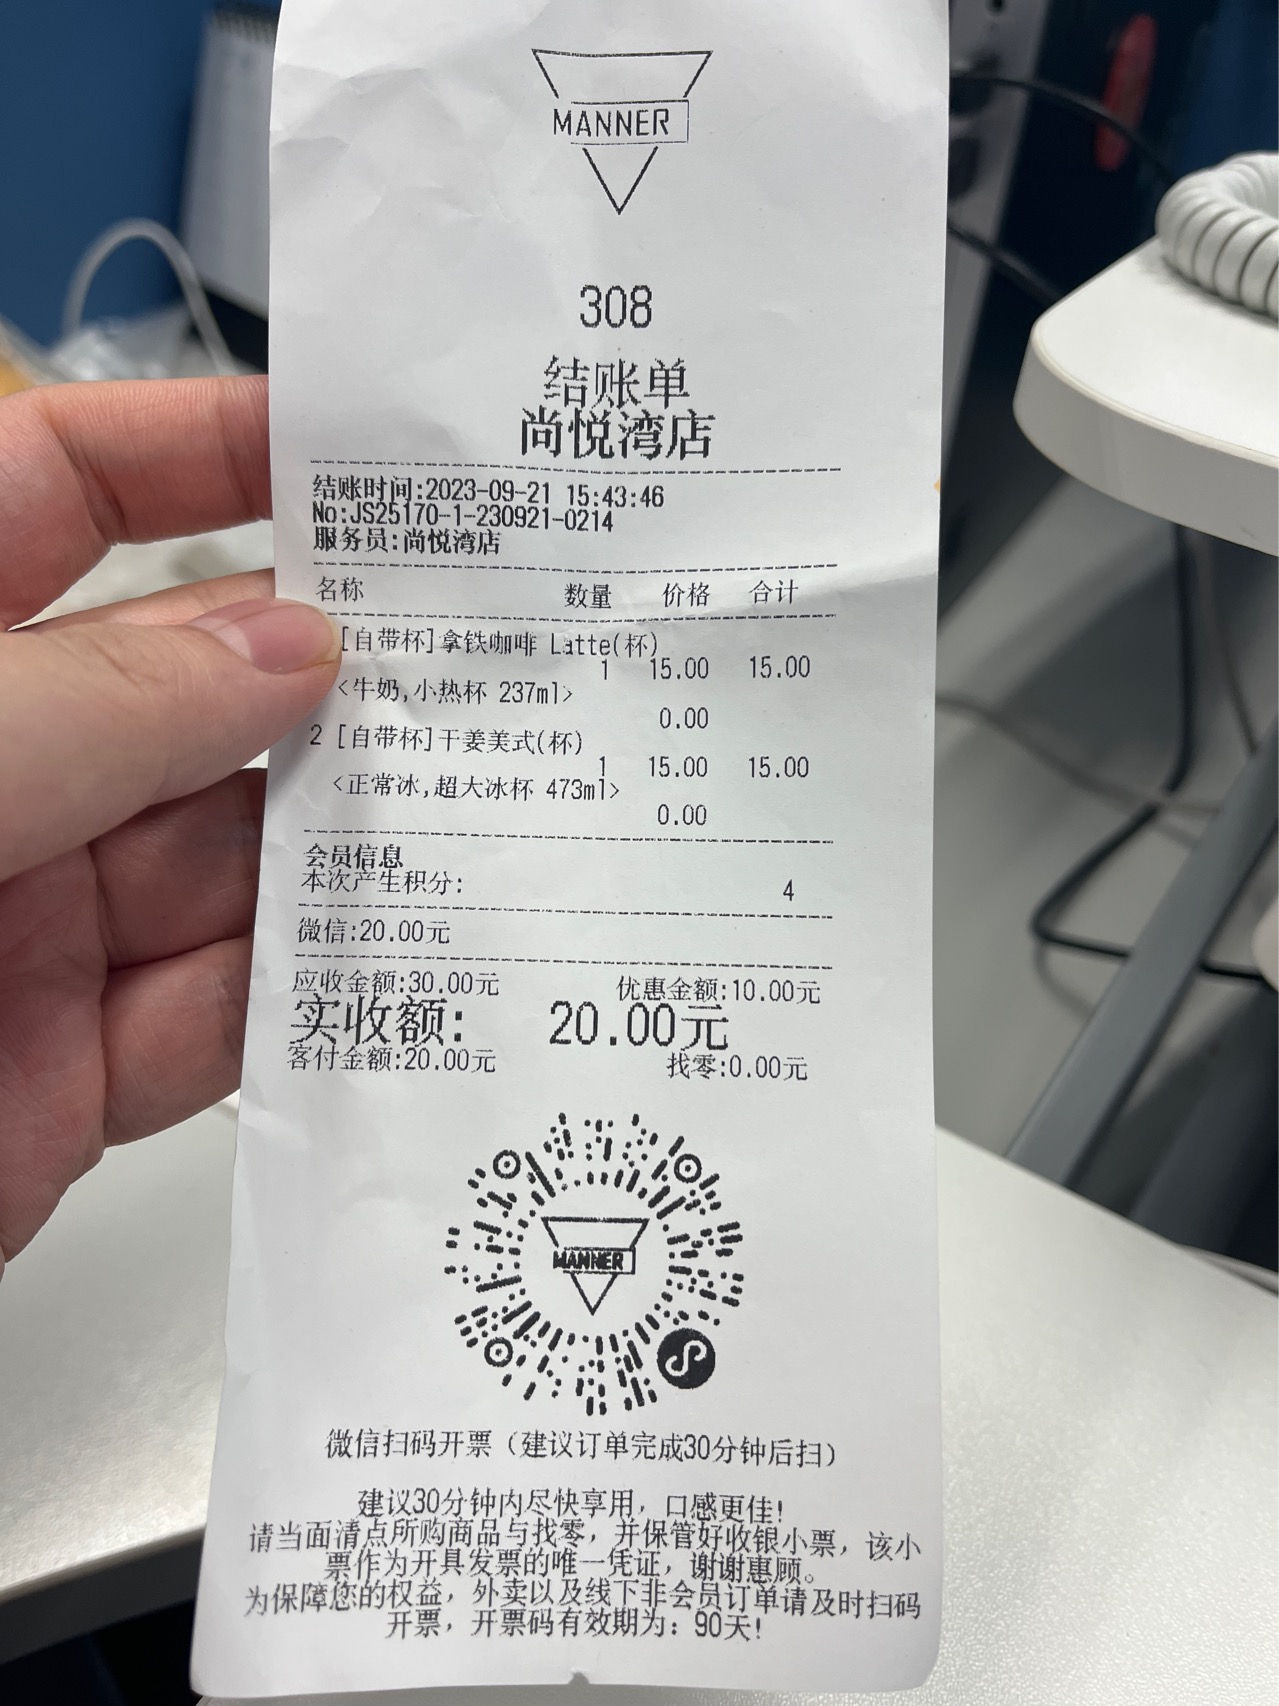 MANNER
308
结账单
尚悦湾店
结账时间:2023-09-21 15:43:46
No:JS25170-1-230921-0214
服务员:尚悦湾店
名称 数量 价格 合计
[自带杯]拿铁咖啡 Latte(杯)
1 15.00 15.00
<牛奶,小热杯 237ml>
0.00
2 [自带杯]干姜美式(杯)
1 15.00 15.00
<正常冰,超大冰杯 473ml>
0.00
会员信息
本次产生积分: 4
微信:20.00元
应收金额:30.00元 优惠金额:10.00元
实收额: 20.00元
客付金额:20.00元 找零:0.00元
MANNER
微信扫码开票（建议订单完成30分钟后扫）
建议30分钟内尽快享用，口感更佳!
请当面清点所购商品与找零，并保管好收银小票，该小
票作为开具发票的唯一凭证，谢谢惠顾。
为保障您的权益，外卖以及线下非会员订单请及时扫码
开票，开票码有效期为：90天!